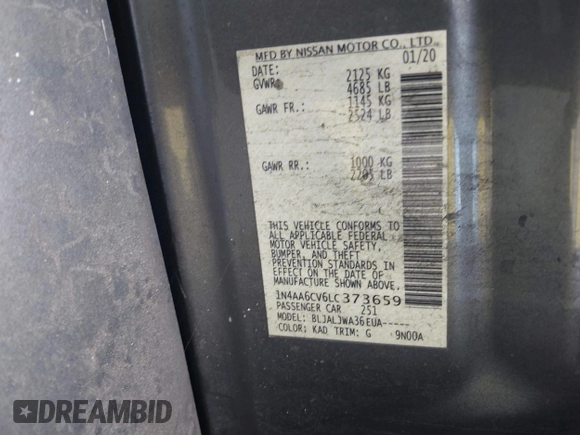 MFD BY NISSAN MOTOR CO., LTD.
DATE: 01/20
GVWR: 2125 KG
4685 LB
GAWR FR.: 1145 KG
2524 LB
GAWR RR.: 1000 KG
2205 LB
THIS VEHICLE CONFORMS TO
ALL APPLICABLE FEDERAL
MOTOR VEHICLE SAFETY,
BUMPER, AND THEFT
PREVENTION STANDARDS IN
EFFECT ON THE DATE OF
MANUFACTURE SHOWN ABOVE.
1N4AA6CV6LC373659
PASSENGER CAR 251
MODEL: BLJALJWA36EUA------
COLOR: KAD TRIM: G 9N00A
DREAMBID